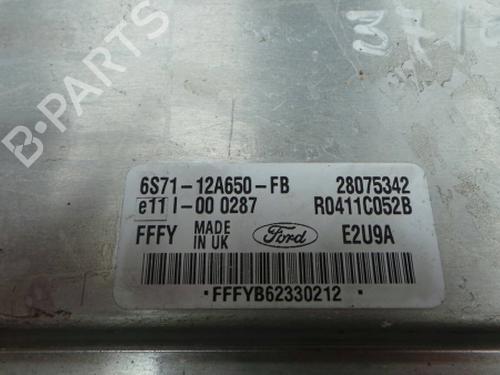 B-PARTS
6S71-12A650-FB 28075342
e11 I-00 0287 R0411C052B
FFFY MADE IN UK Ford E2U9A
·FFFYB62330212·